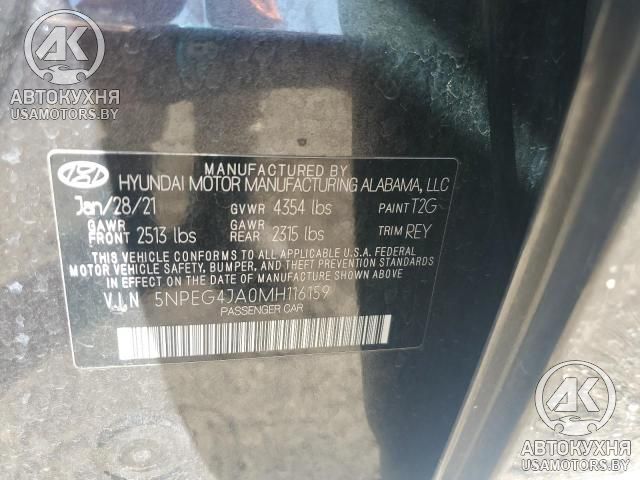 AK
АВТОКУХНЯ
USAMOTORS.BY
MANUFACTURED BY
HYUNDAI MOTOR MANUFACTURING ALABAMA, LLC
Jan/28/21 GVWR 4354 lbs PAINT T2G
GAWR FRONT 2513 lbs GAWR REAR 2315 lbs TRIM REY
THIS VEHICLE CONFORMS TO ALL APPLICABLE U.S.A. FEDERAL
MOTOR VEHICLE SAFETY, BUMPER, AND THEFT PREVENTION STANDARDS
IN EFFECT ON THE DATE OF MANUFACTURE SHOWN ABOVE.
V.I.N 5NPEG4JA0MH116159
PASSENGER CAR
AK
АВТОКУХНЯ
USAMOTORS.BY